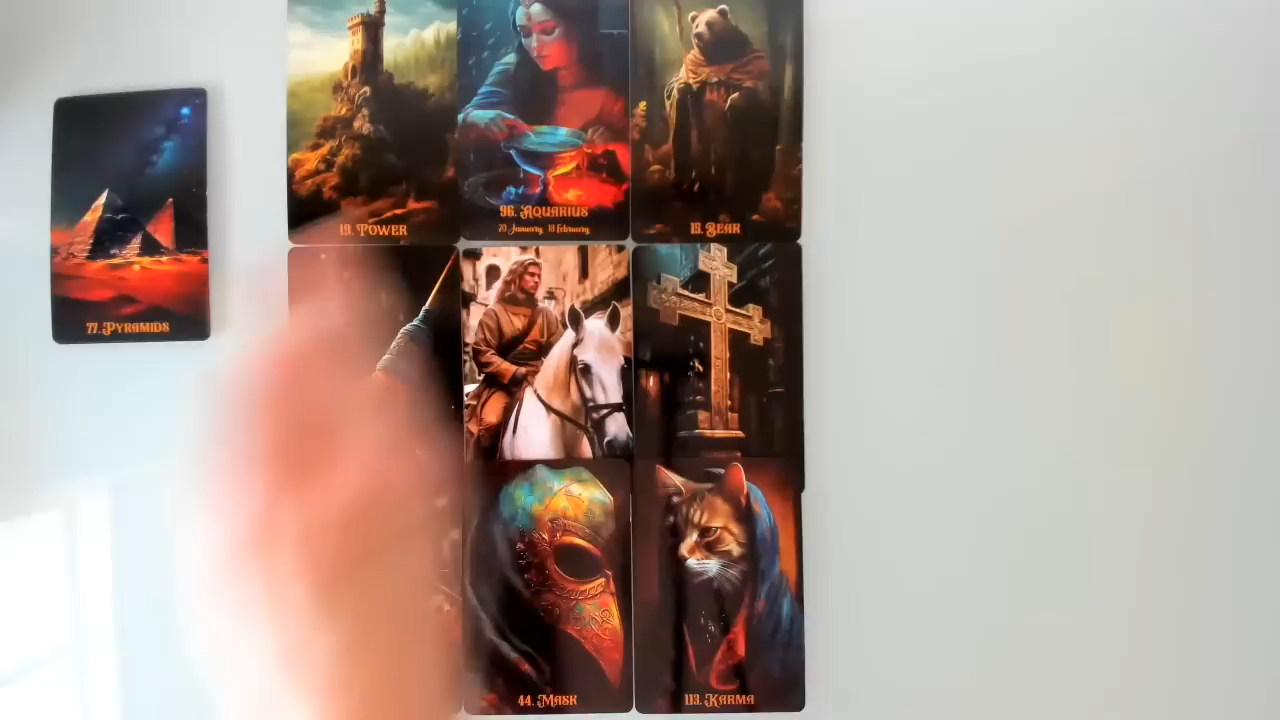 19. POWER
96. AQUARIUS
20 January 18 February
15. BEAR
77. PYRAMIDS
44. MASK
113. KARMA